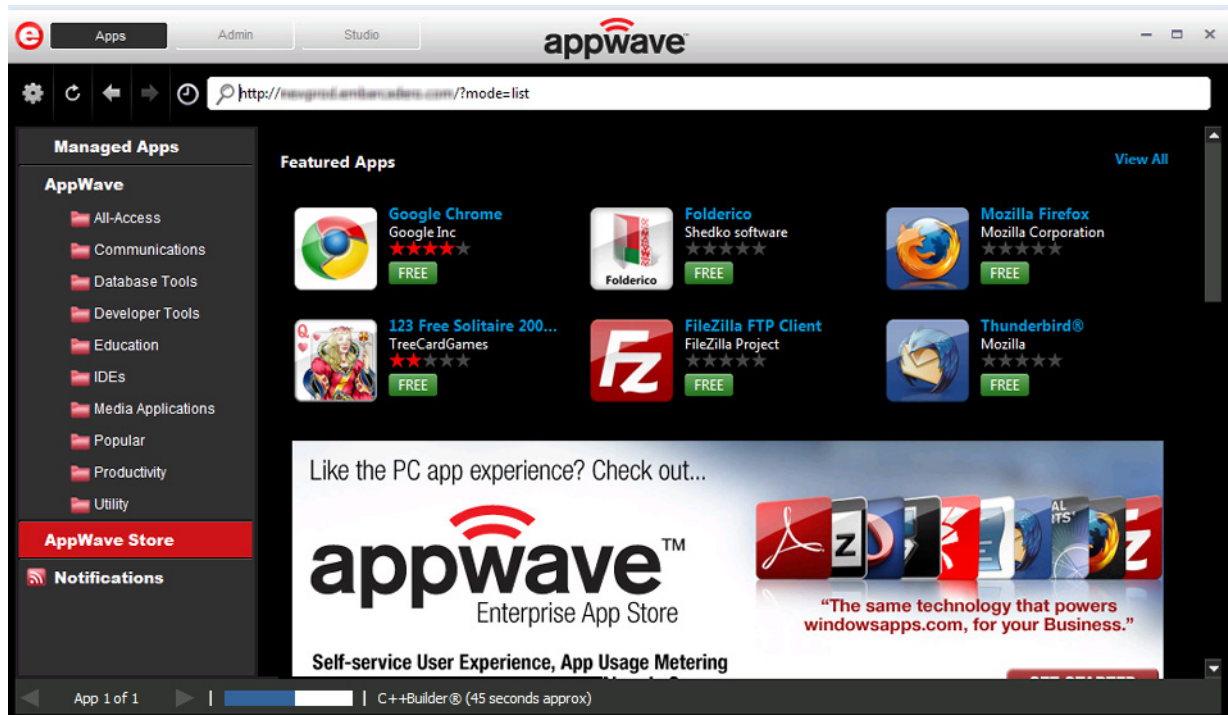 e Apps Admin Studio appwave
http:// /?mode=list
Managed Apps
AppWave
All-Access
Communications
Database Tools
Developer Tools
Education
IDEs
Media Applications
Popular
Productivity
Utility
AppWave Store
Notifications
Featured Apps
View All
Google Chrome
Google Inc
FREE
Folderico
Folderico
Shedko software
FREE
Mozilla Firefox
Mozilla Corporation
FREE
Q
123 Free Solitaire 200...
TreeCardGames
FREE
FZ
FileZilla FTP Client
FileZilla Project
FREE
Thunderbird®
Mozilla
FREE
Like the PC app experience? Check out...
appwave™
Enterprise App Store
Self-service User Experience, App Usage Metering
Z
Z
"The same technology that powers
windowsapps.com, for your Business."
App 1 of 1 C++Builder® (45 seconds approx)